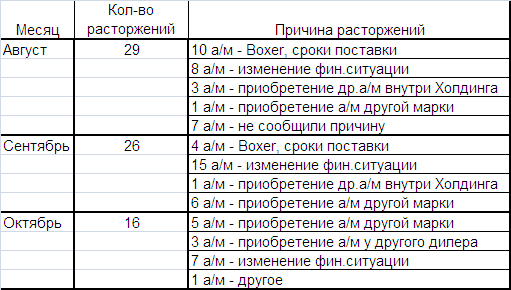 Месяц Кол-во расторжений Причина расторжений
Август 29 10 а/м - Boxer, сроки поставки
8 а/м - изменение фин.ситуации
3 а/м - приобретение др.а/м внутри Холдинга
1 а/м - приобретение а/м другой марки
7 а/м - не сообщили причину
Сентябрь 26 4 а/м - Boxer, сроки поставки
15 а/м - изменение фин.ситуации
1 а/м - приобретение др.а/м внутри Холдинга
6 а/м - приобретение а/м другой марки
Октябрь 16 5 а/м - приобретение а/м другой марки
3 а/м - приобретение а/м у другого дилера
7 а/м - изменение фин.ситуации
1 а/м - другое